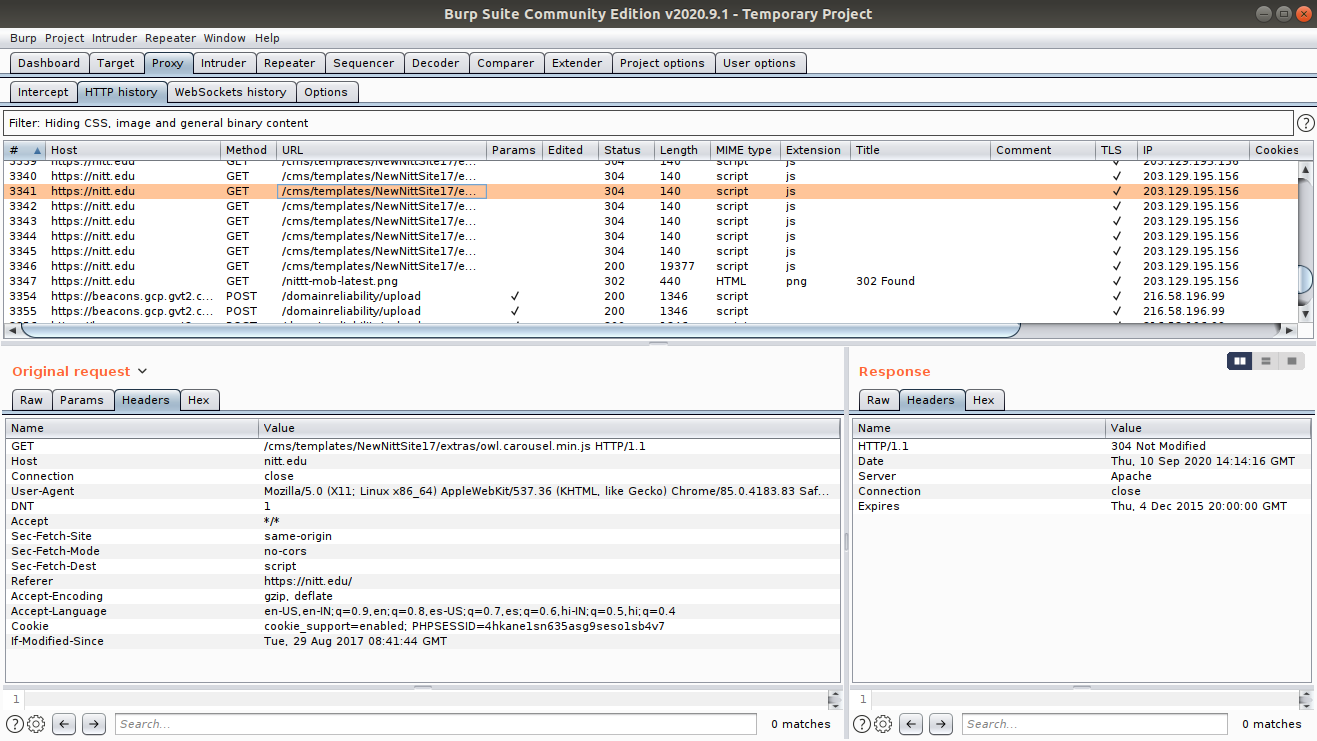 Burp Suite Community Edition v2020.9.1 - Temporary Project
Burp Project Intruder Repeater Window Help
Dashboard Target Proxy Intruder Repeater Sequencer Decoder Comparer Extender Project options User options
Intercept HTTP history WebSockets history Options
Filter: Hiding CSS, image and general binary content ?
# Host Method URL Params Edited Status Length MIME type Extension Title Comment TLS IP Cookies
3339 https://nitt.edu GET /cms/templates/NewNittSite17/e... 304 140 script js ✓ 203.129.195.156
3340 https://nitt.edu GET /cms/templates/NewNittSite17/e... 304 140 script js ✓ 203.129.195.156
3341 https://nitt.edu GET /cms/templates/NewNittSite17/e... 304 140 script js ✓ 203.129.195.156
3342 https://nitt.edu GET /cms/templates/NewNittSite17/e... 304 140 script js ✓ 203.129.195.156
3343 https://nitt.edu GET /cms/templates/NewNittSite17/e... 304 140 script js ✓ 203.129.195.156
3344 https://nitt.edu GET /cms/templates/NewNittSite17/e... 304 140 script js ✓ 203.129.195.156
3345 https://nitt.edu GET /cms/templates/NewNittSite17/e... 304 140 script js ✓ 203.129.195.156
3346 https://nitt.edu GET /cms/templates/NewNittSite17/e... 200 19377 script js ✓ 203.129.195.156
3347 https://nitt.edu GET /nittt-mob-latest.png 302 440 HTML png 302 Found ✓ 203.129.195.156
3354 https://beacons.gcp.gvt2.c... POST /domainreliability/upload ✓ 200 1346 script ✓ 216.58.196.99
3355 https://beacons.gcp.gvt2.c... POST /domainreliability/upload ✓ 200 1346 script ✓ 216.58.196.99
Original request
Raw Params Headers Hex
Name Value
GET /cms/templates/NewNittSite17/extras/owl.carousel.min.js HTTP/1.1
Host nitt.edu
Connection close
User-Agent Mozilla/5.0 (X11; Linux x86_64) AppleWebKit/537.36 (KHTML, like Gecko) Chrome/85.0.4183.83 Saf...
DNT 1
Accept */*
Sec-Fetch-Site same-origin
Sec-Fetch-Mode no-cors
Sec-Fetch-Dest script
Referer https://nitt.edu/
Accept-Encoding gzip, deflate
Accept-Language en-US,en-IN;q=0.9,en;q=0.8,es-US;q=0.7,es;q=0.6,hi-IN;q=0.5,hi;q=0.4
Cookie cookie_support=enabled; PHPSESSID=4hkane1sn635asg9seso1sb4v7
If-Modified-Since Tue, 29 Aug 2017 08:41:44 GMT
1
? Search... 0 matches
Response
Raw Headers Hex
Name Value
HTTP/1.1 304 Not Modified
Date Thu, 10 Sep 2020 14:14:16 GMT
Server Apache
Connection close
Expires Thu, 4 Dec 2015 20:00:00 GMT
1
? Search... 0 matches